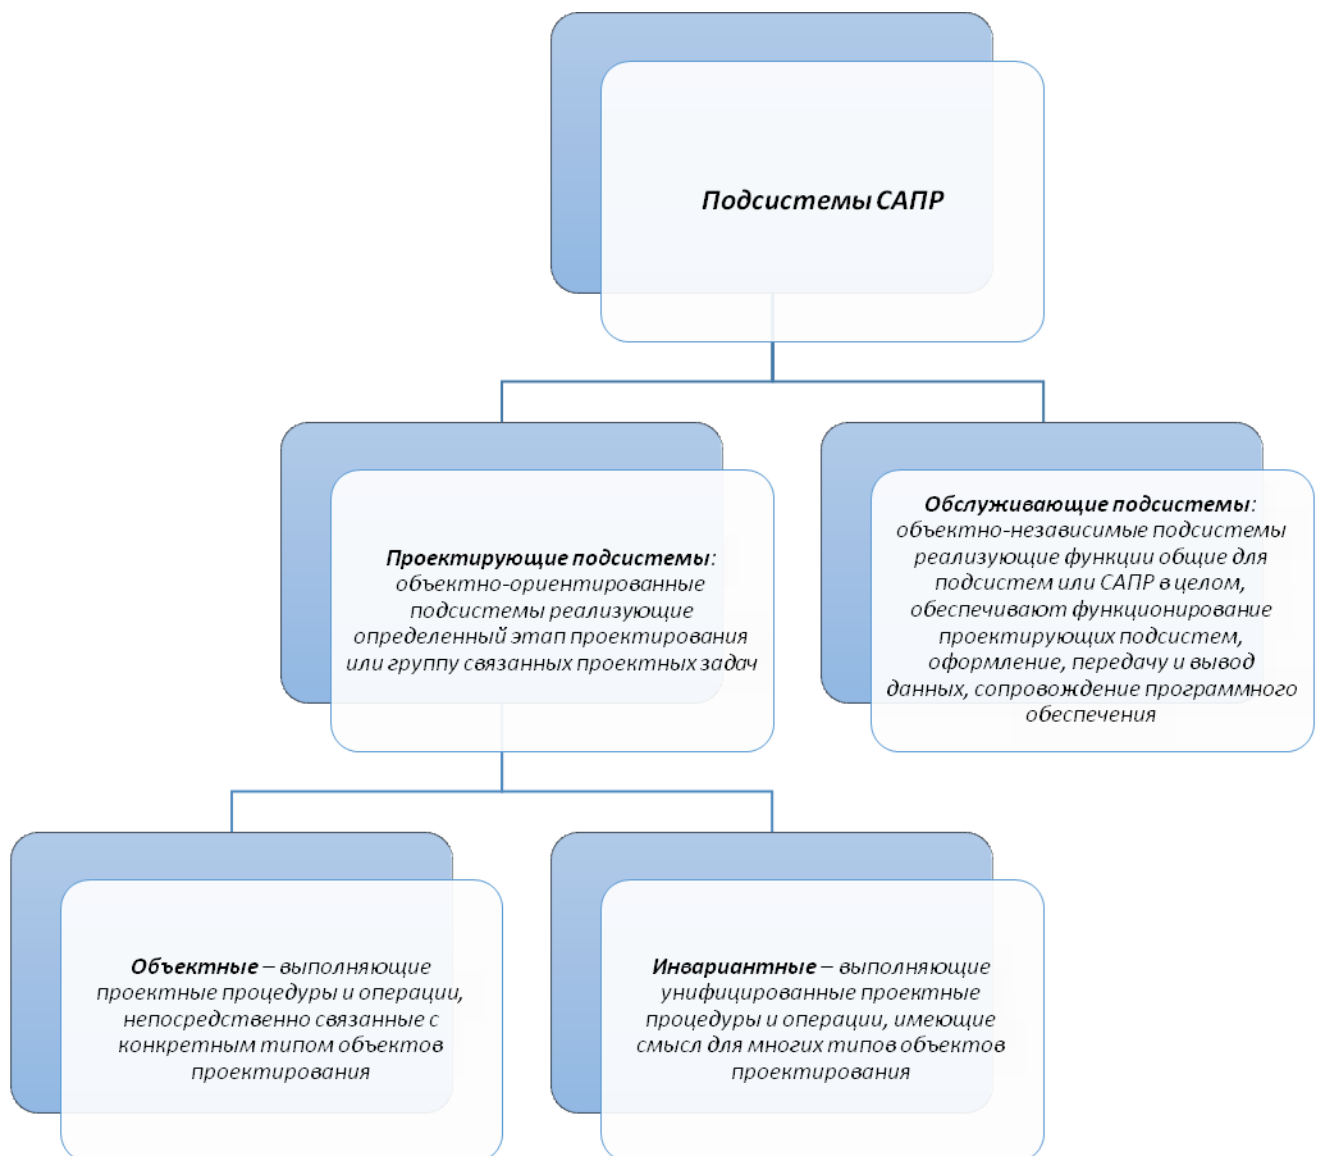 Подсистемы САПР
Проектирующие подсистемы:
объектно-ориентированные
подсистемы реализующие
определенный этап проектирования
или группу связанных проектных задач
Обслуживающие подсистемы:
объектно-независимые подсистемы
реализующие функции общие для
подсистем или САПР в целом,
обеспечивают функционирование
проектирующих подсистем,
оформление, передачу и вывод
данных, сопровождение программного
обеспечения
Объектные – выполняющие
проектные процедуры и операции,
непосредственно связанные с
конкретным типом объектов
проектирования
Инвариантные – выполняющие
унифицированные проектные
процедуры и операции, имеющие
смысл для многих типов объектов
проектирования